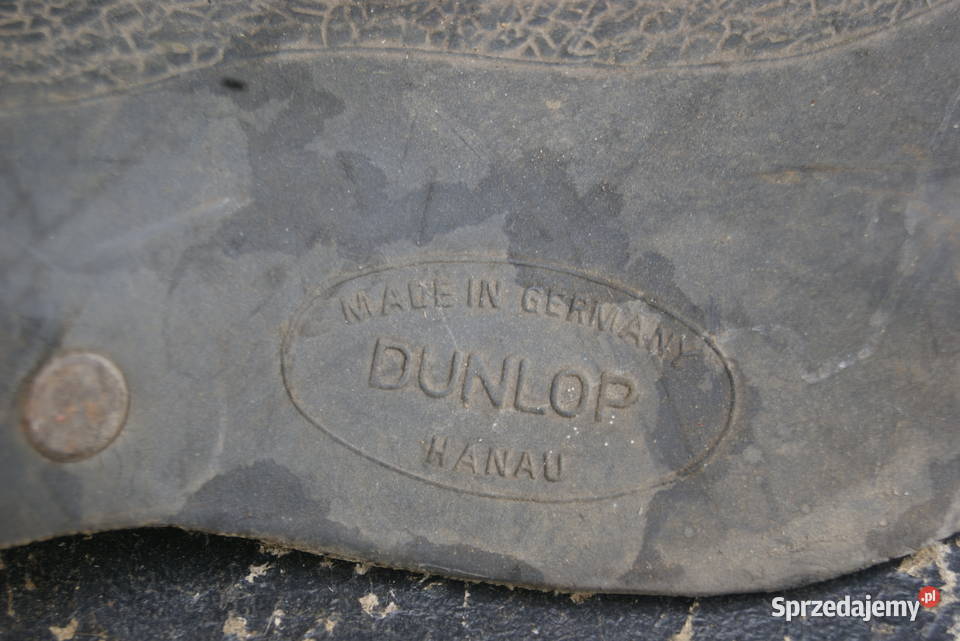 MADE IN GERMANY
DUNLOP
HANAU
Sprzedajemy.pl